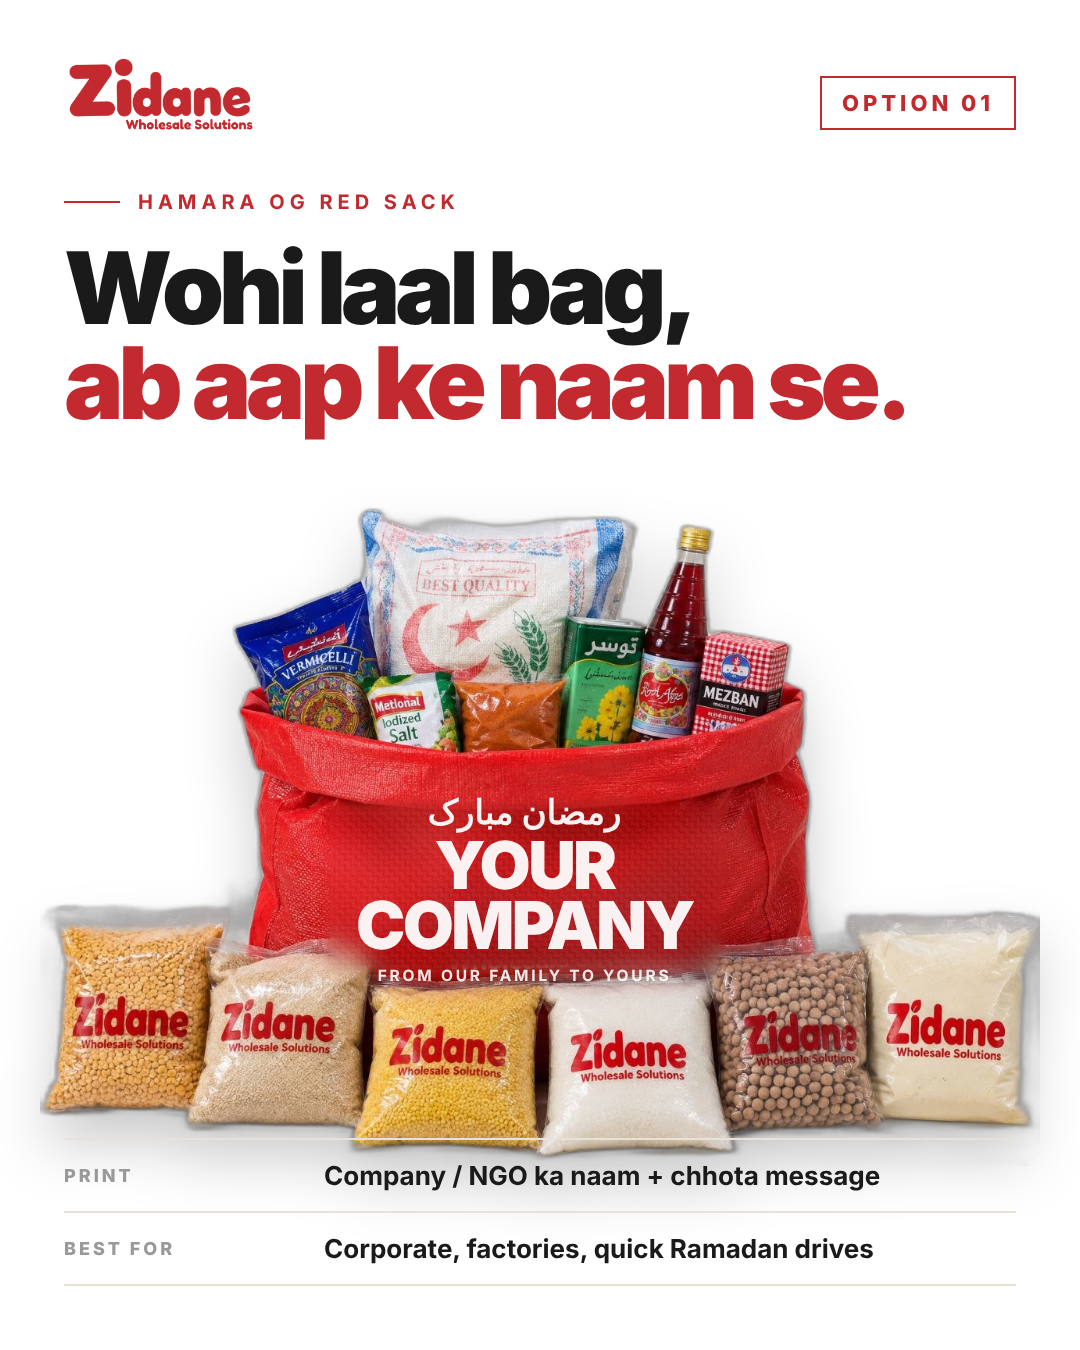 Zidane
Wholesale Solutions
OPTION 01
HAMARA OG RED SACK
Wohi laal bag,
ab aap ke naam se.
BEST QUALITY
VERMICELLI
Metional
Iodized
Salt
توسر
Rooh Afza
MEZBAN
رمضان مبارک
YOUR
COMPANY
FROM OUR FAMILY TO YOURS
Zidane
Wholesale Solutions
Zidane
Wholesale Solutions
Zidane
Wholesale Solutions
Zidane
Wholesale Solutions
Zidane
Wholesale Solutions
Zidane
Wholesale Solutions
PRINT
Company / NGO ka naam + chhota message
BEST FOR
Corporate, factories, quick Ramadan drives